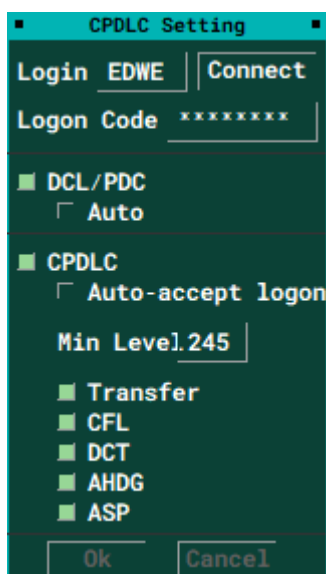 CPDLC Setting
Login EDWE Connect
Logon Code ********
DCL/PDC
Auto
CPDLC
Auto-accept logon
Min Level 245
Transfer
CFL
DCT
AHDG
ASP
Ok Cancel